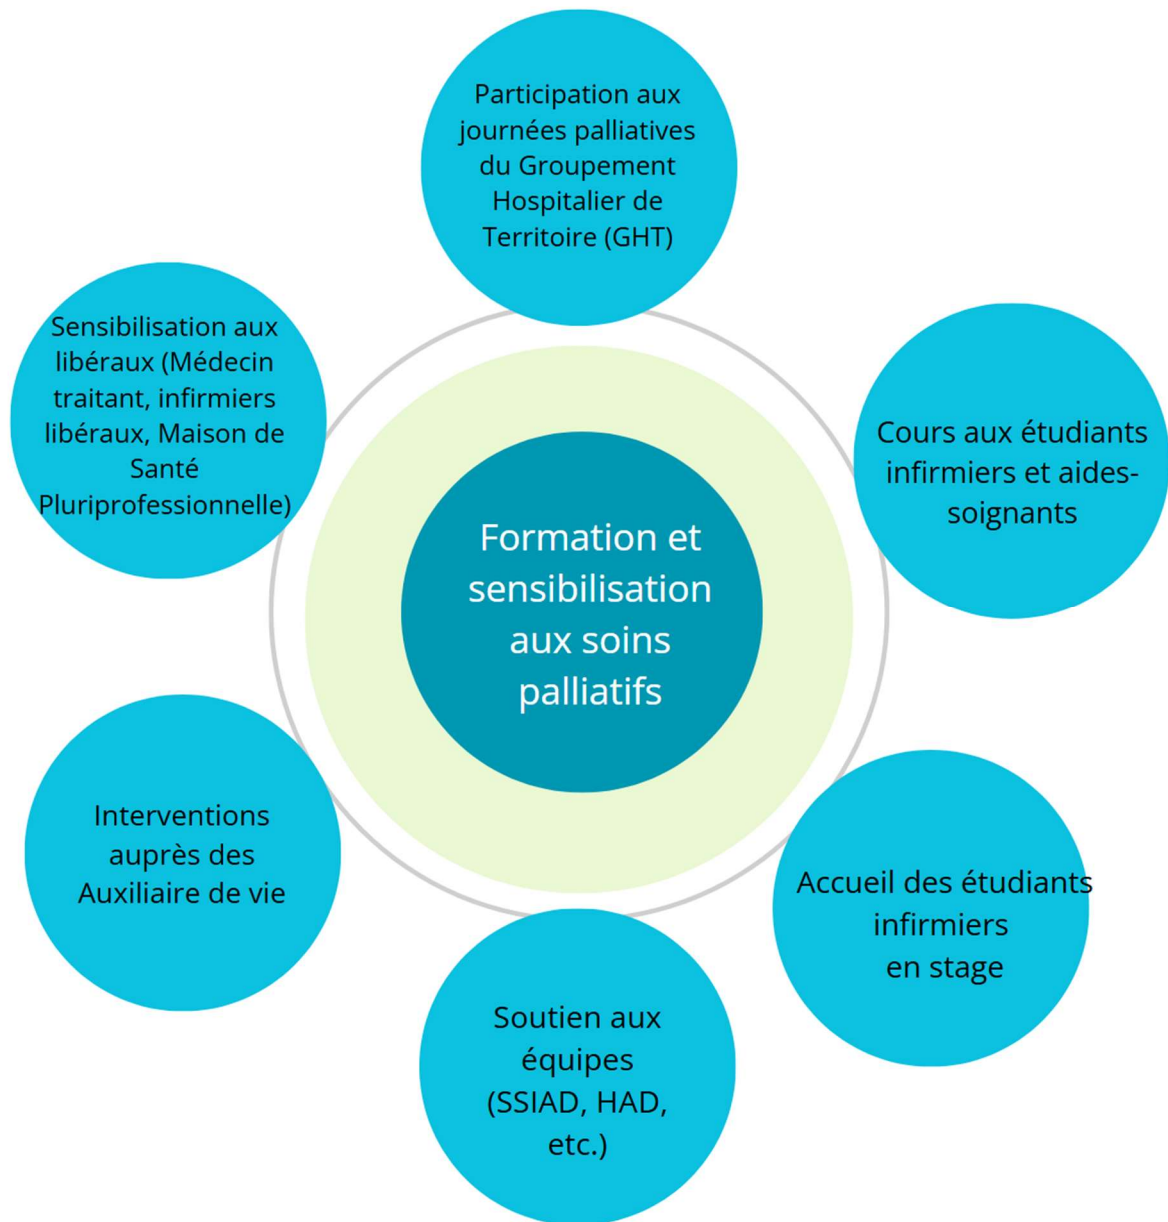 Participation aux
journées palliatives
du Groupement
Hospitalier de
Territoire (GHT)
Sensibilisation aux
libéraux (Médecin
traitant, infirmiers
libéraux, Maison de
Santé
Pluriprofessionnelle)
Cours aux étudiants
infirmiers et aides-
soignants
Formation et
sensibilisation
aux soins
palliatifs
Interventions
auprès des
Auxiliaire de vie
Accueil des étudiants
infirmiers
en stage
Soutien aux
équipes
(SSIAD, HAD,
etc.)